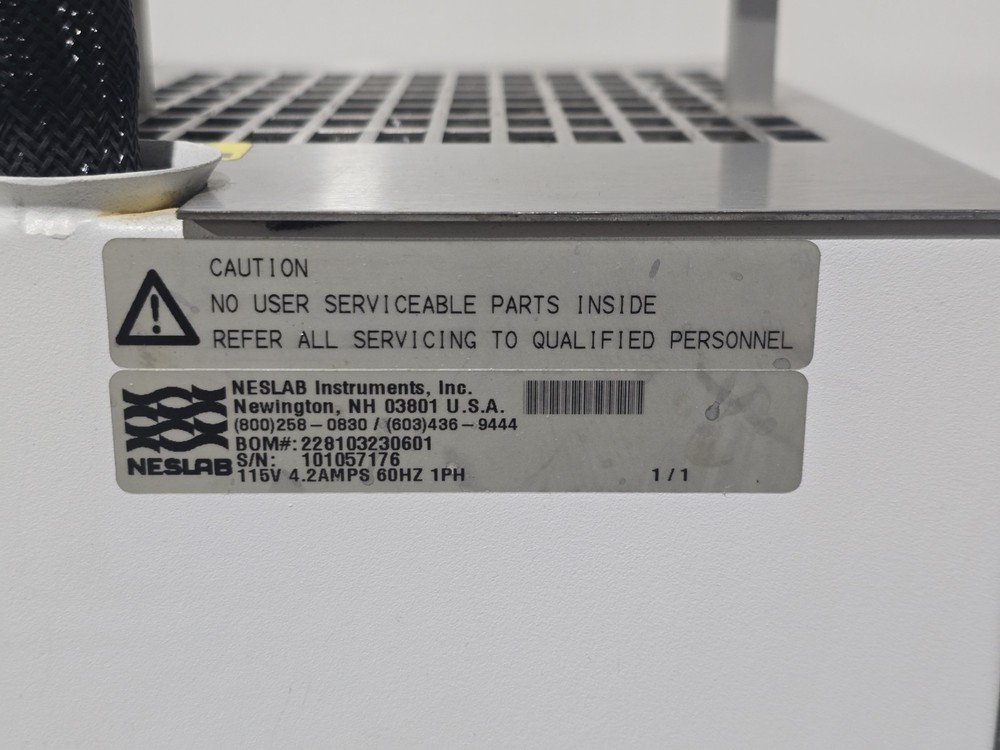 CAUTION
NO USER SERVICEABLE PARTS INSIDE
REFER ALL SERVICING TO QUALIFIED PERSONNEL
NESLAB
NESLAB Instruments, Inc.
Newington, NH 03801 U.S.A.
(800)258-0830 / (603)436-9444
BOM#: 228103230601
S/N: 101057176
115V 4.2AMPS 60HZ 1PH 1/1